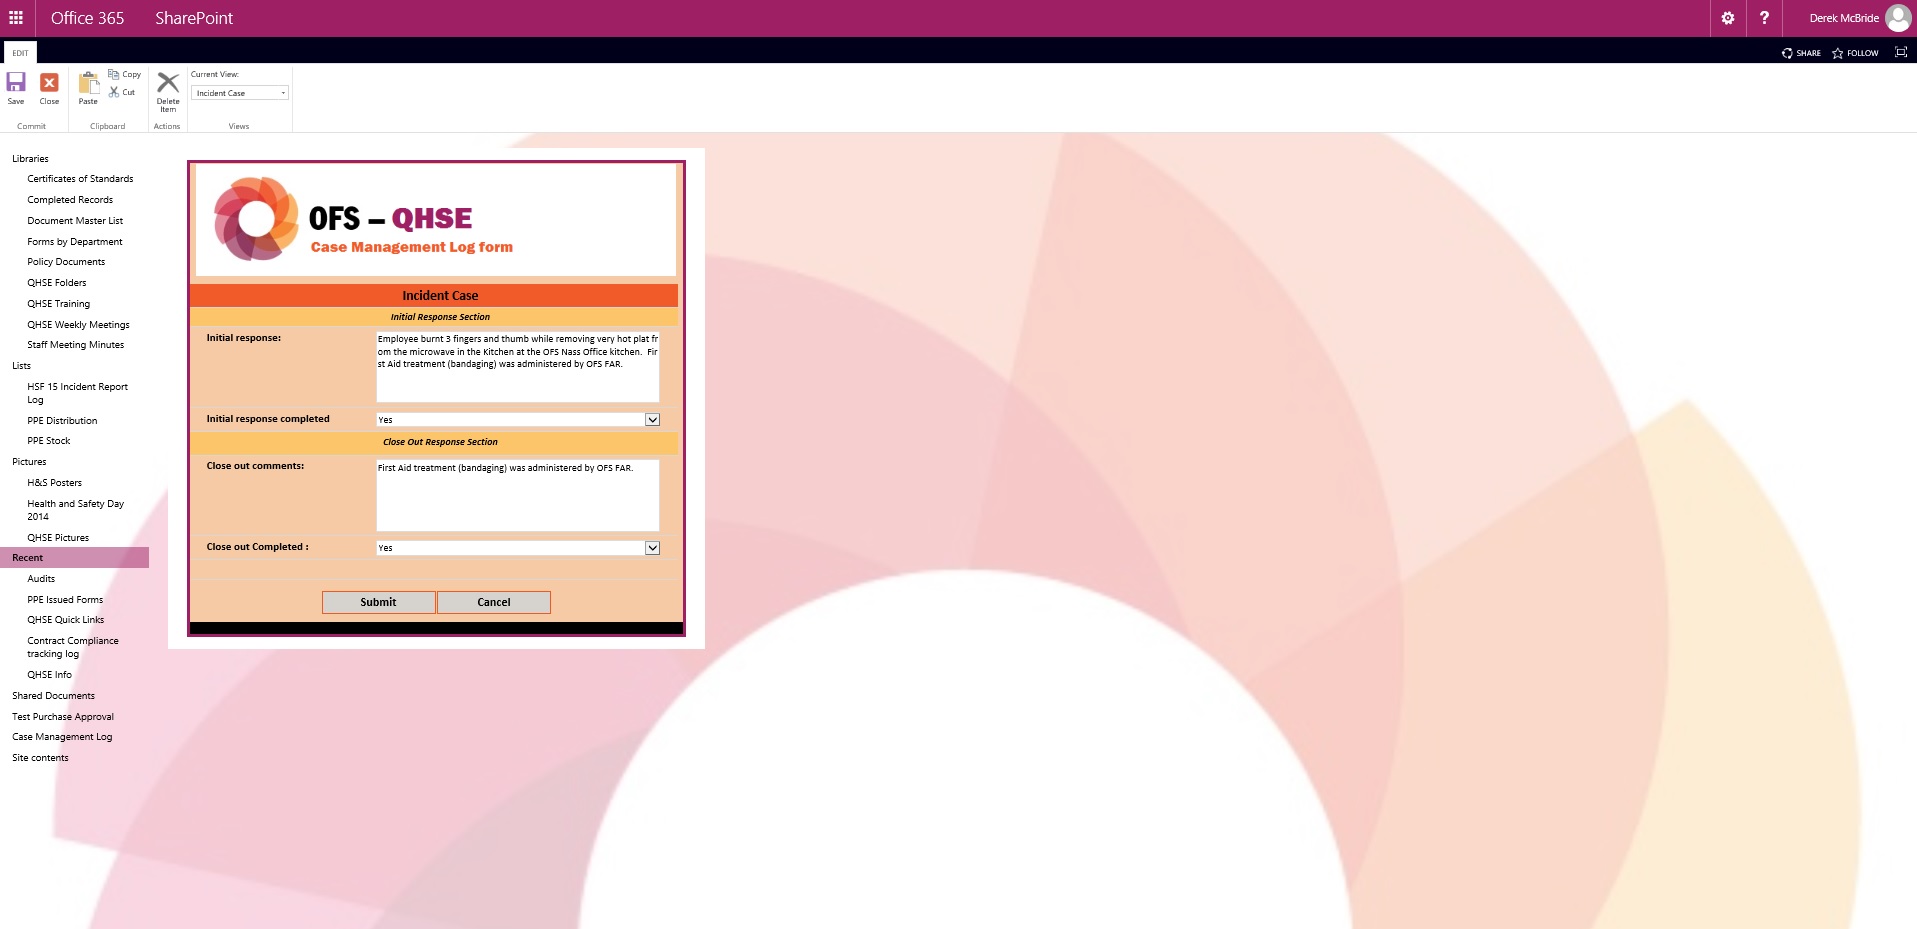 Office 365
SharePoint
?
Derek McBride
EDIT
SHARE
FOLLOW
Save
Close
Paste
Copy
Cut
Delete
Item
Current View:
Incident Case
Commit
Clipboard
Actions
Views
Libraries
Certificates of Standards
Completed Records
Document Master List
Forms by Department
Policy Documents
QHSE Folders
QHSE Training
QHSE Weekly Meetings
Staff Meeting Minutes
Lists
HSF 15 Incident Report
Log
PPE Distribution
PPE Stock
Pictures
H&S Posters
Health and Safety Day
2014
QHSE Pictures
Recent
Audits
PPE Issued Forms
QHSE Quick Links
Contract Compliance
tracking log
QHSE Info
Shared Documents
Test Purchase Approval
Case Management Log
Site contents
OFS – QHSE
Case Management Log form
Incident Case
Initial Response Section
Initial response:
Employee burnt 3 fingers and thumb while removing very hot plat fr
om the microwave in the Kitchen at the OFS Nass Office kitchen. Fir
st Aid treatment (bandaging) was administered by OFS FAR.
Initial response completed
Yes
Close Out Response Section
Close out comments:
First Aid treatment (bandaging) was administered by OFS FAR.
Close out Completed :
Yes
Submit
Cancel